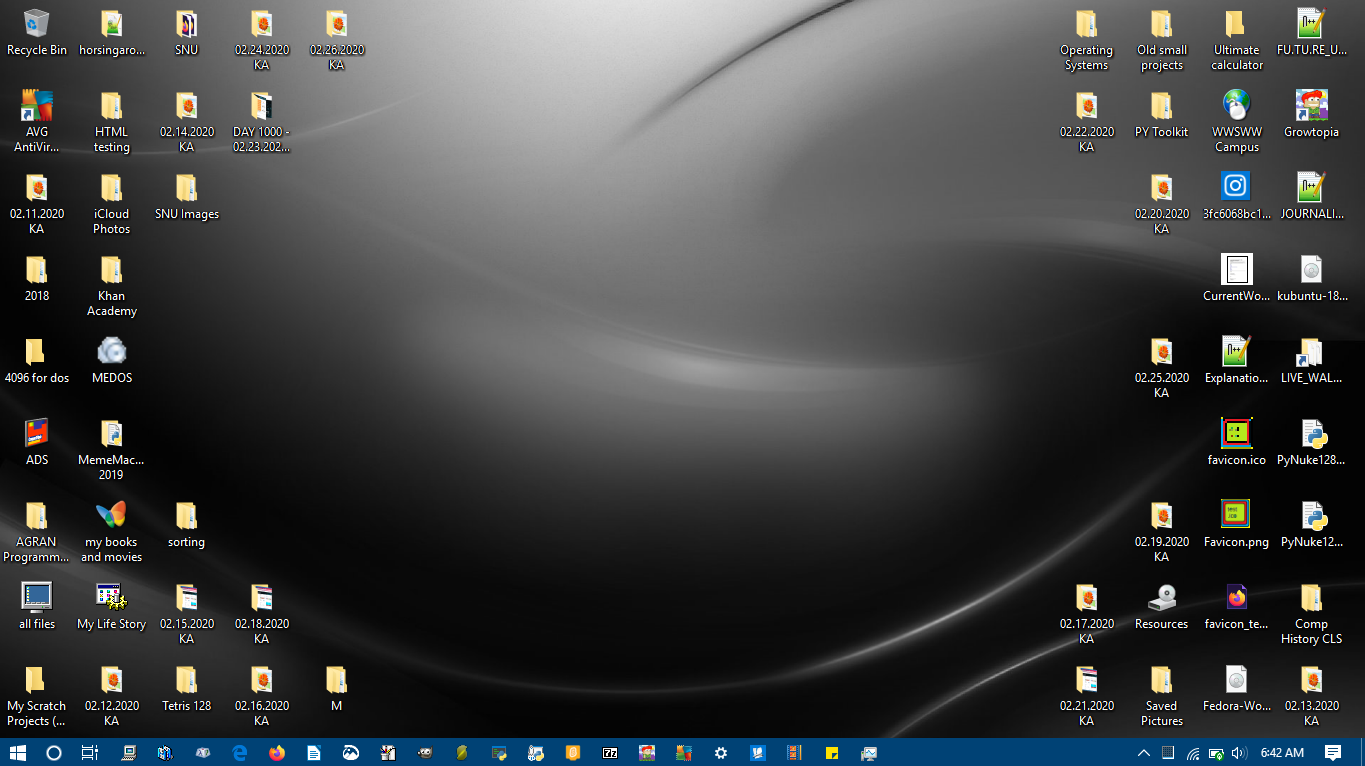 Recycle Bin
horsingaro...
SNU
02.24.2020
KA
02.26.2020
KA
Operating
Systems
Old small
projects
Ultimate
calculator
FU.TU.RE_U...
AVG
AntiVir...
HTML
testing
02.14.2020
KA
DAY 1000 -
02.23.202...
02.22.2020
KA
PY Toolkit
WWSWW
Campus
Growtopia
02.11.2020
KA
iCloud
Photos
SNU Images
02.20.2020
KA
3fc6068bc1...
JOURNALI...
2018
Khan
Academy
CurrentWo...
kubuntu-18...
4096 for dos
MEDOS
02.25.2020
KA
Explanatio...
LIVE_WAL...
ADS
MemeMac...
2019
favicon.ico
PyNuke128...
AGRAN
Programm...
my books
and movies
sorting
02.19.2020
KA
Favicon.png
PyNuke12...
all files
My Life Story
02.15.2020
KA
02.18.2020
KA
02.17.2020
KA
Resources
favicon_te...
Comp
History CLS
My Scratch
Projects (...
02.12.2020
KA
Tetris 128
02.16.2020
KA
M
02.21.2020
KA
Saved
Pictures
Fedora-Wo...
02.13.2020
KA
7z
6:42 AM